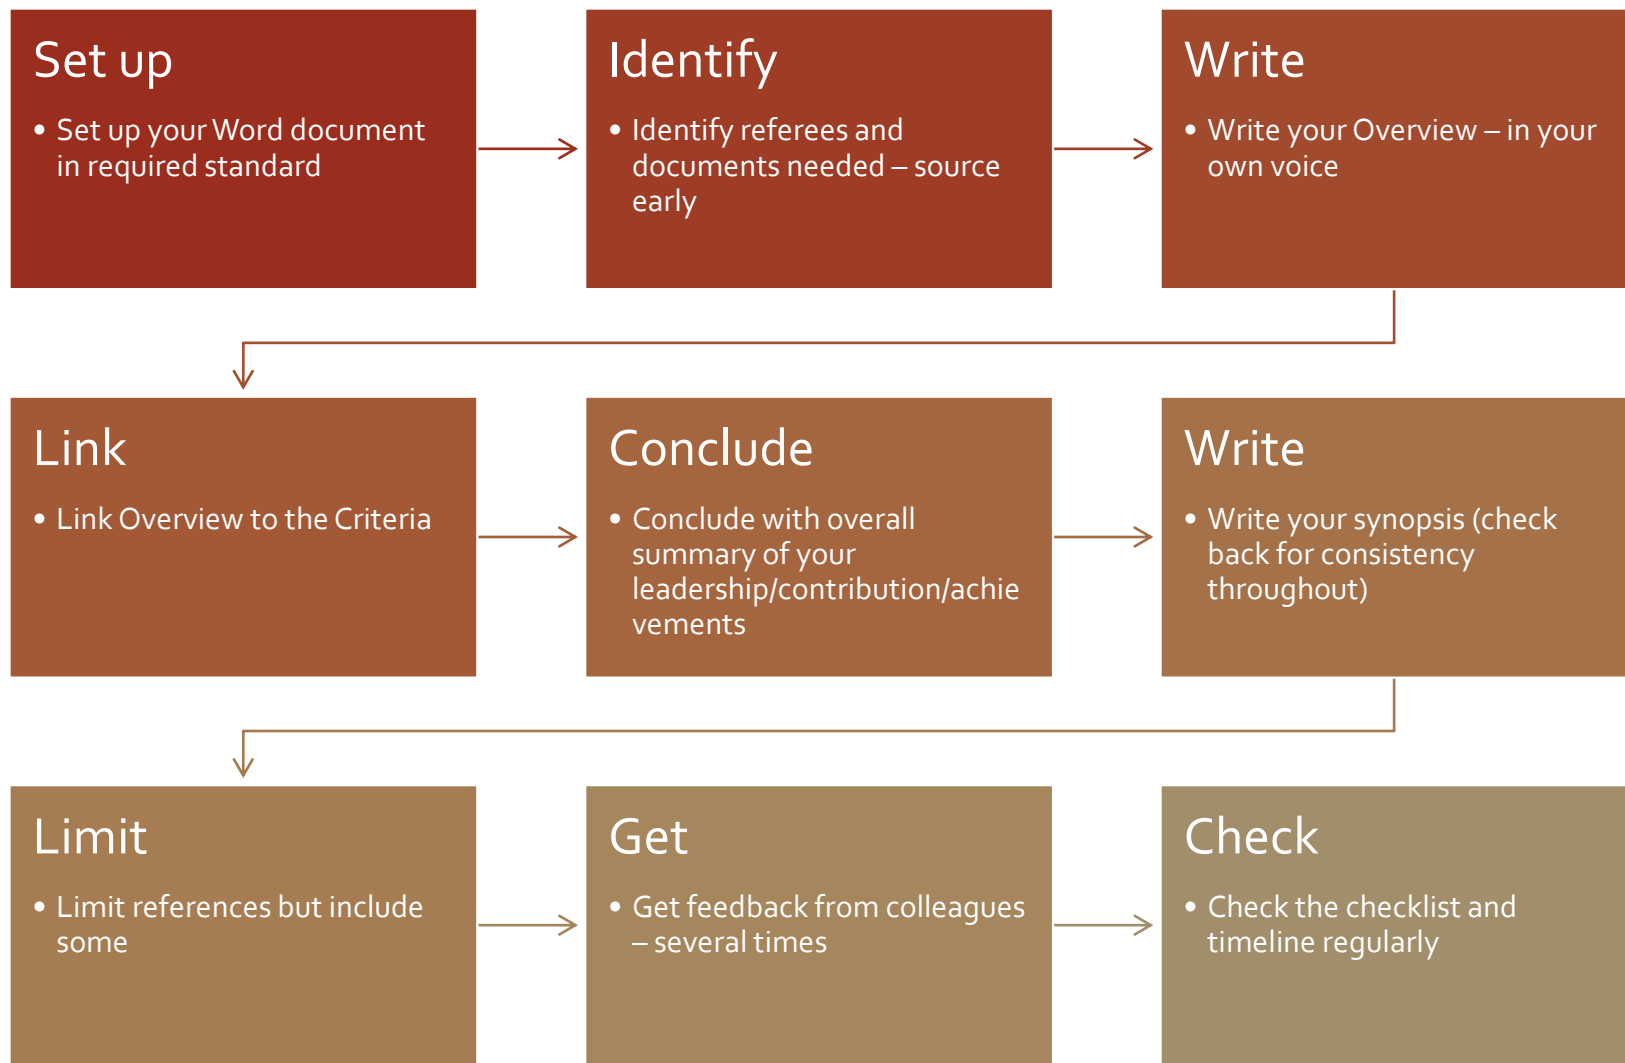 Set up
• Set up your Word document
in required standard
Identify
• Identify referees and
documents needed – source
early
Write
• Write your Overview – in your
own voice
Link
• Link Overview to the Criteria
Conclude
• Conclude with overall
summary of your
leadership/contribution/achie
vements
Write
• Write your synopsis (check
back for consistency
throughout)
Limit
• Limit references but include
some
Get
• Get feedback from colleagues
– several times
Check
• Check the checklist and
timeline regularly